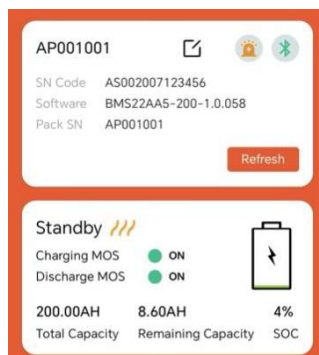 AP001001
SN Code AS002007123456
Software BMS22AA5-200-1.0.058
Pack SN AP001001
Refresh
Standby
Charging MOS ON
Discharge MOS ON
200.00AH 8.60AH 4%
Total Capacity Remaining Capacity SOC